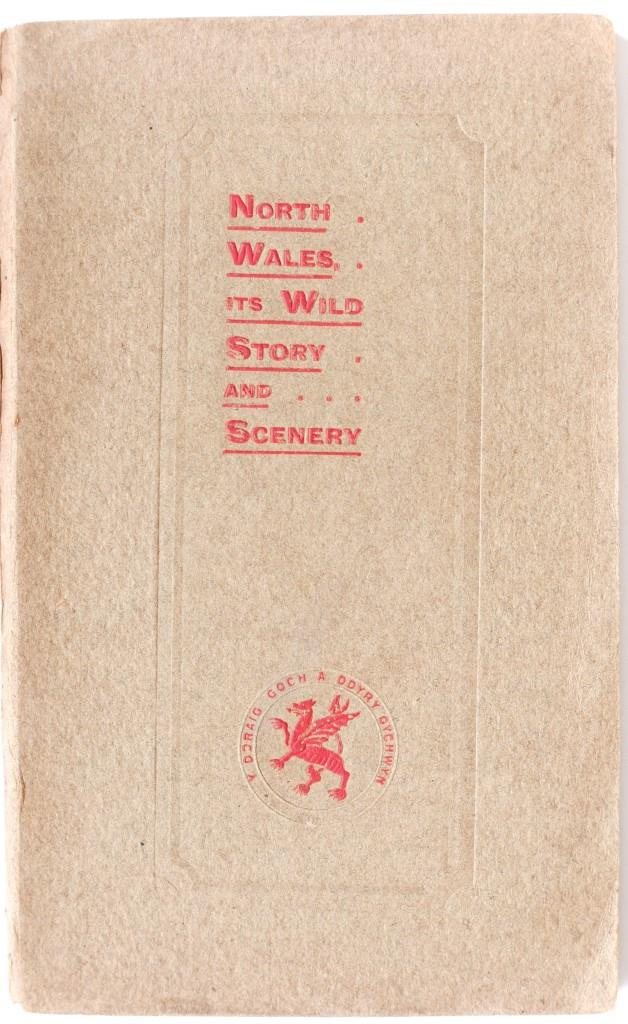 NORTH .
WALES, .
ITS WILD
STORY .
AND . . .
SCENERY
Y DDRAIG GOCH A DDYRY GYCHWYN